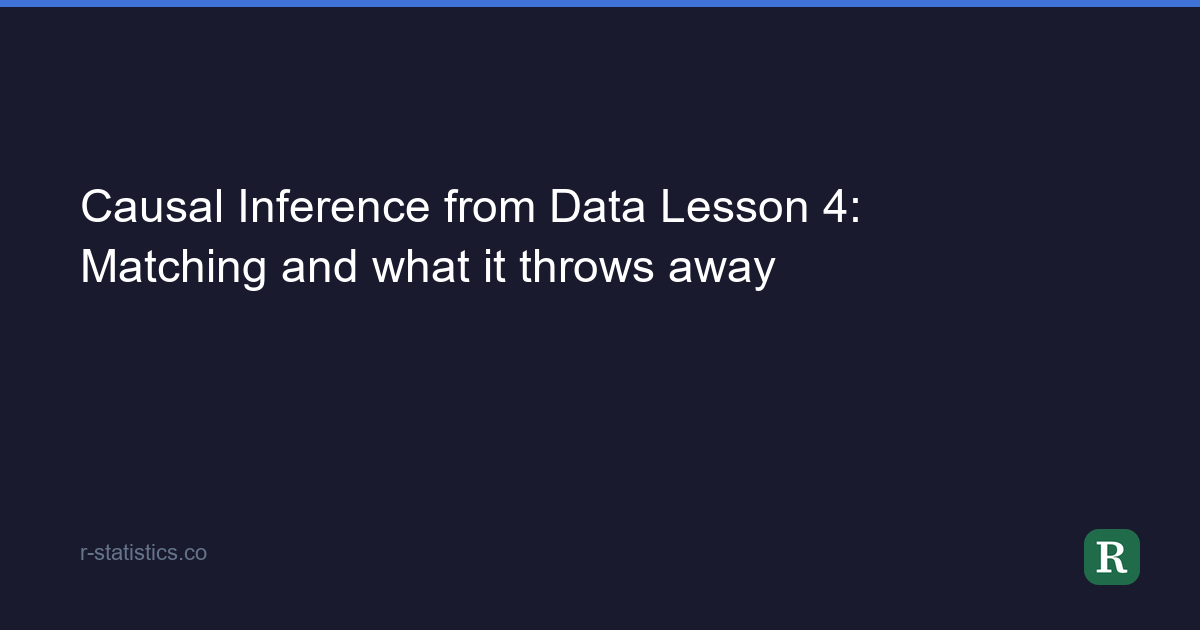 Causal Inference from Data Lesson 4:
Matching and what it throws away
r-statistics.co
R